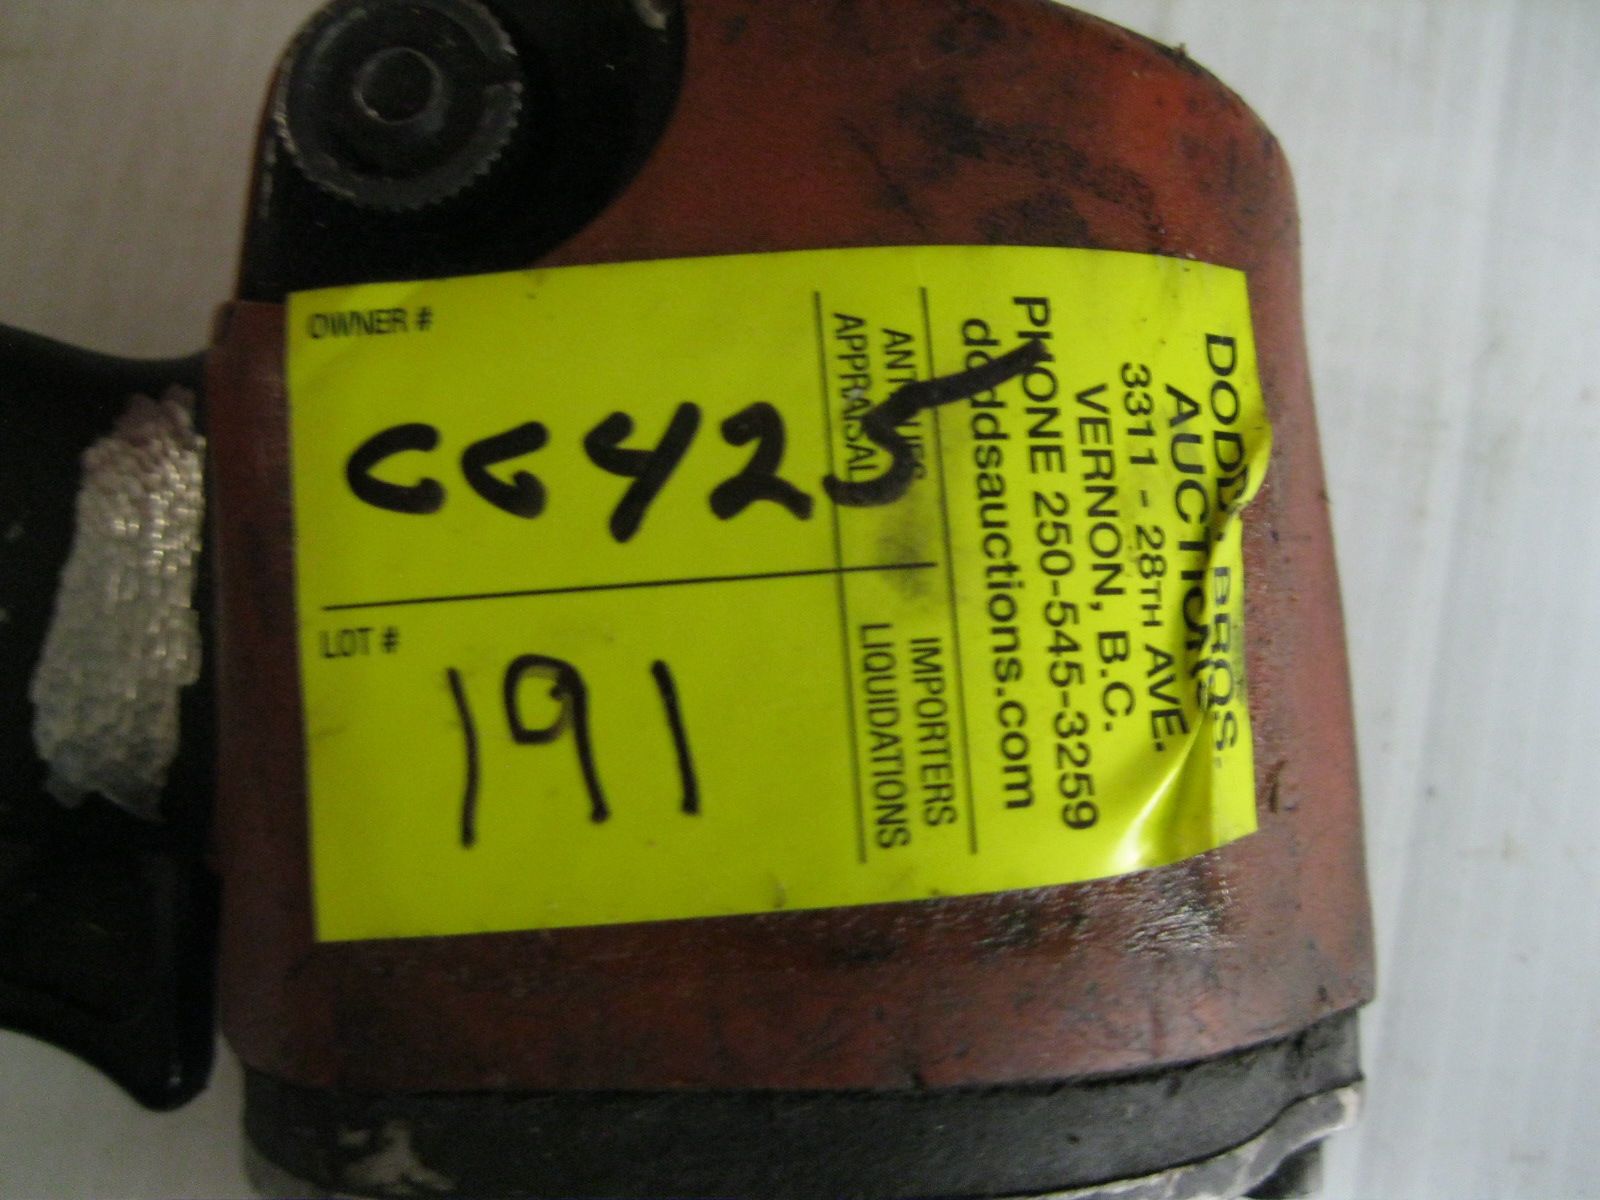 DODDS BROS.
AUCTIONS
3311 - 28TH AVE.
VERNON, B.C.
PHONE 250-545-3259
doddsauctions.com
ANTIQUES IMPORTERS
APPRAISAL LIQUIDATIONS
OWNER #
CG425
LOT #
191